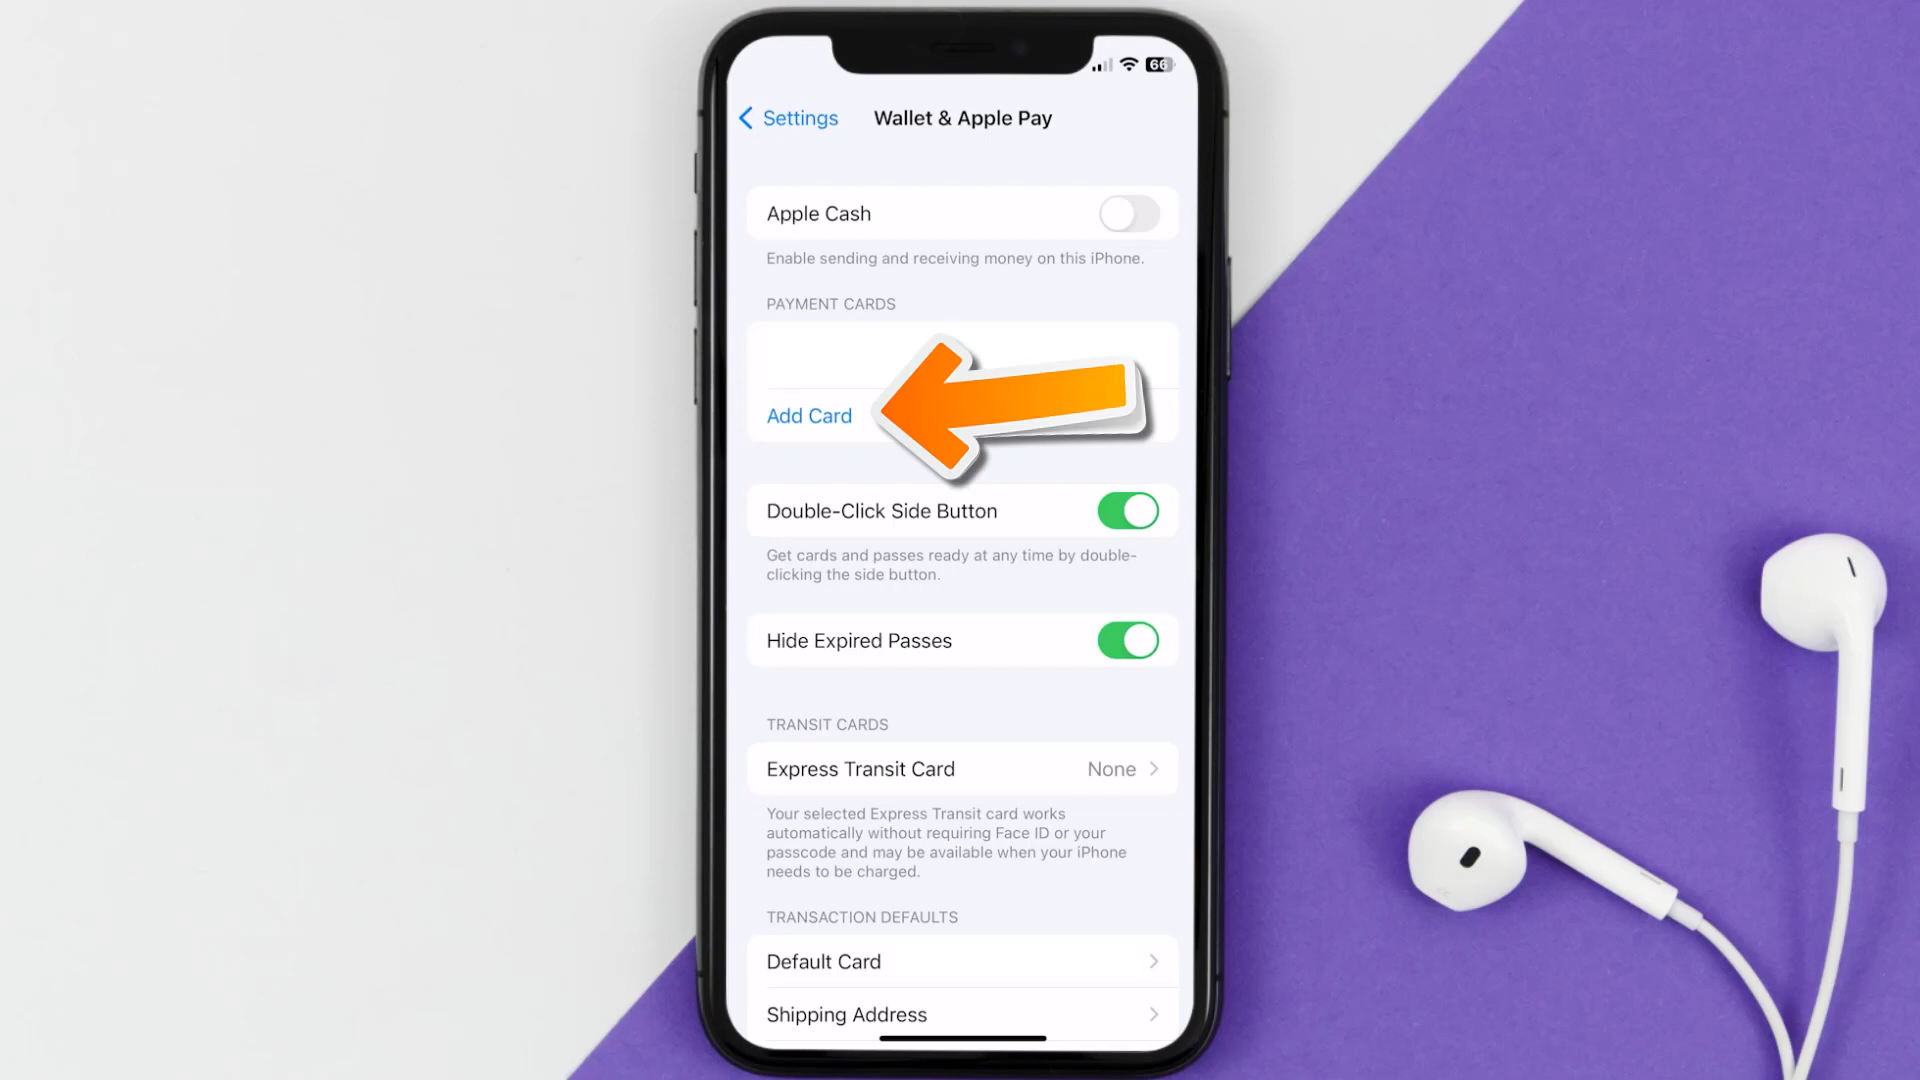 66
Settings
Wallet & Apple Pay
Apple Cash
Enable sending and receiving money on this iPhone.
PAYMENT CARDS
Add Card
Double-Click Side Button
Get cards and passes ready at any time by double-
clicking the side button.
Hide Expired Passes
TRANSIT CARDS
Express Transit Card None
Your selected Express Transit card works
automatically without requiring Face ID or your
passcode and may be available when your iPhone
needs to be charged.
TRANSACTION DEFAULTS
Default Card
Shipping Address